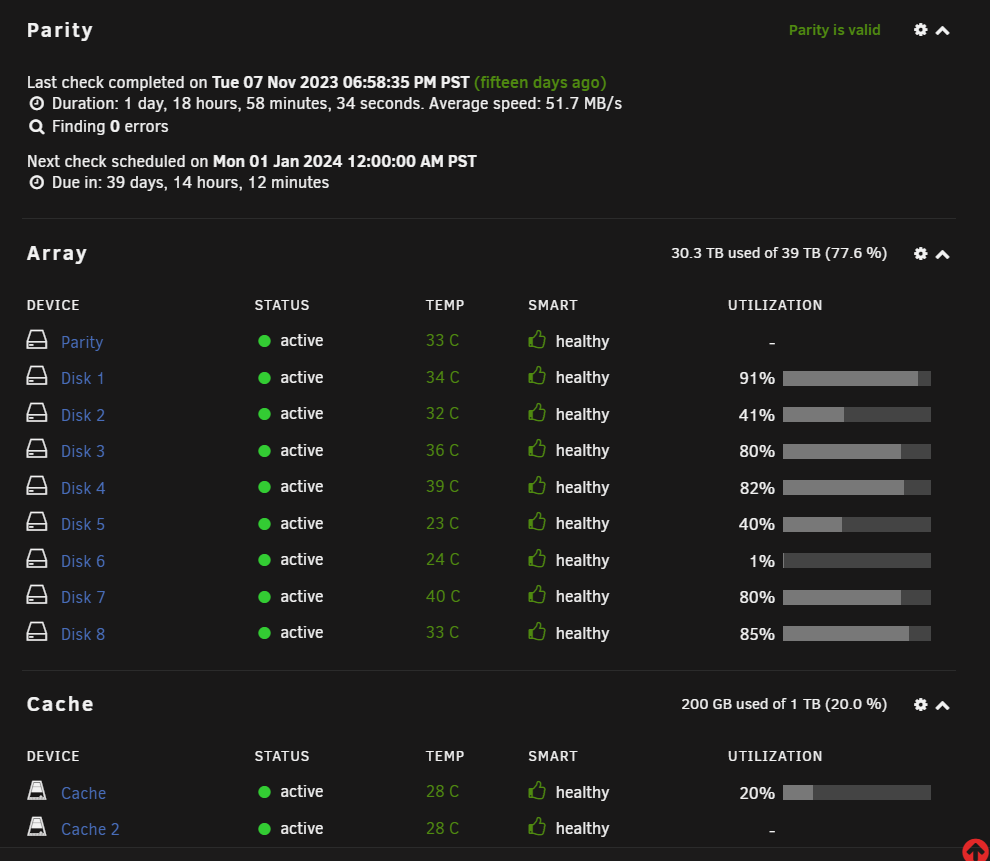 Parity Parity is valid
Last check completed on Tue 07 Nov 2023 06:58:35 PM PST (fifteen days ago)
Duration: 1 day, 18 hours, 58 minutes, 34 seconds. Average speed: 51.7 MB/s
Finding 0 errors
Next check scheduled on Mon 01 Jan 2024 12:00:00 AM PST
Due in: 39 days, 14 hours, 12 minutes
Array 30.3 TB used of 39 TB (77.6 %)
DEVICE STATUS TEMP SMART UTILIZATION
Parity active 33 C healthy -
Disk 1 active 34 C healthy 91%
Disk 2 active 32 C healthy 41%
Disk 3 active 36 C healthy 80%
Disk 4 active 39 C healthy 82%
Disk 5 active 23 C healthy 40%
Disk 6 active 24 C healthy 1%
Disk 7 active 40 C healthy 80%
Disk 8 active 33 C healthy 85%
Cache 200 GB used of 1 TB (20.0 %)
DEVICE STATUS TEMP SMART UTILIZATION
Cache active 28 C healthy 20%
Cache 2 active 28 C healthy -